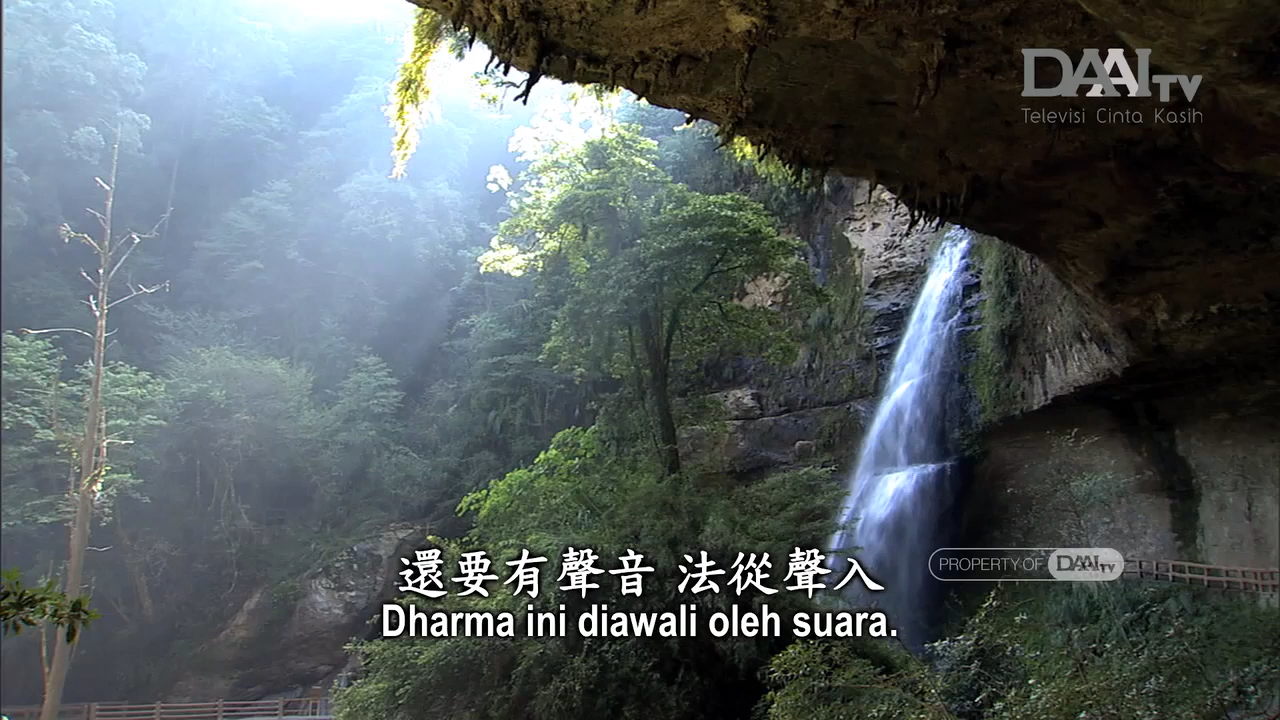 DAAI TV
Televisi Cinta Kasih
還要有聲音 法從聲入
PROPERTY OF DAAI TV
Dharma ini diawali oleh suara.